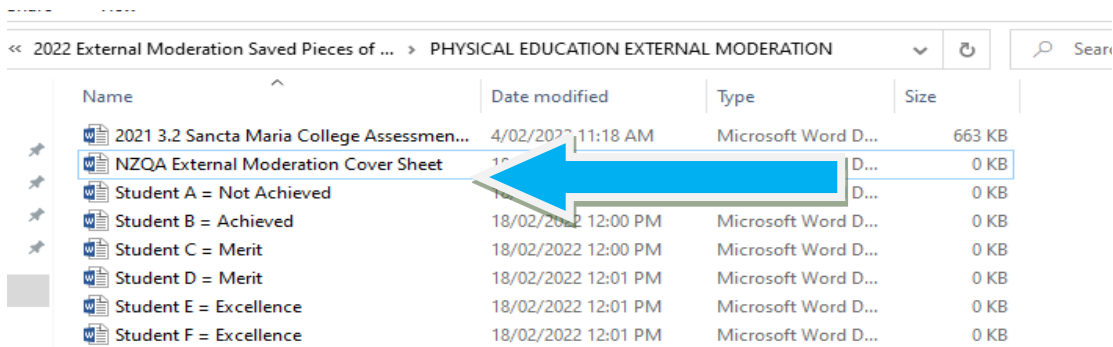 « 2022 External Moderation Saved Pieces of ... > PHYSICAL EDUCATION EXTERNAL MODERATION Sear
Name Date modified Type Size
2021 3.2 Sancta Maria College Assessmen... 4/02/2022 11:18 AM Microsoft Word D... 663 KB
NZQA External Moderation Cover Sheet D... 0 KB
Student A = Not Achieved D... 0 KB
Student B = Achieved 18/02/2022 12:00 PM Microsoft Word D... 0 KB
Student C = Merit 18/02/2022 12:00 PM Microsoft Word D... 0 KB
Student D = Merit 18/02/2022 12:01 PM Microsoft Word D... 0 KB
Student E = Excellence 18/02/2022 12:01 PM Microsoft Word D... 0 KB
Student F = Excellence 18/02/2022 12:01 PM Microsoft Word D... 0 KB